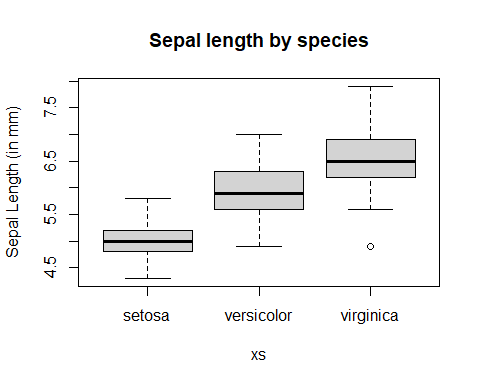 Sepal length by species
Sepal Length (in mm)
7.5
6.5
5.5
4.5
setosa versicolor virginica
xs